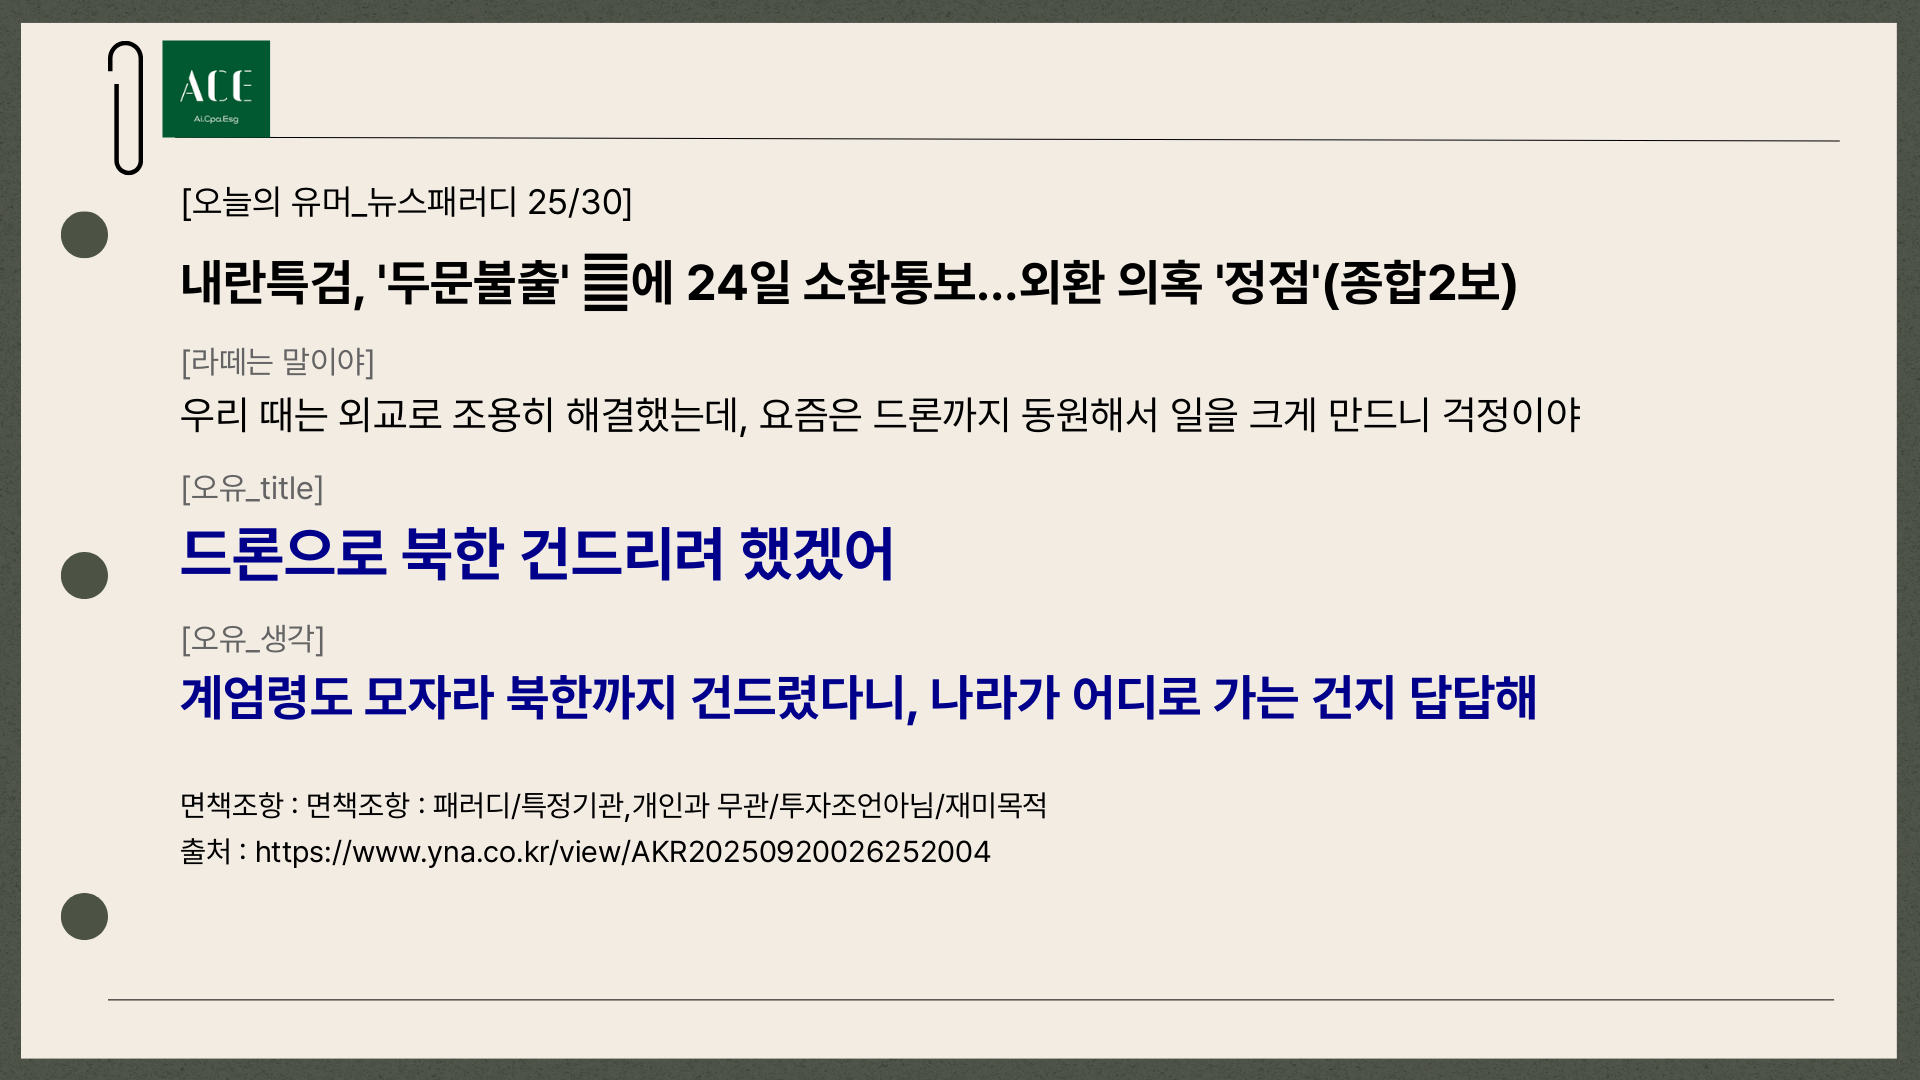 ACE
Ai.Cpa.Esg
[오늘의 유머_뉴스패러디 25/30]
내란특검, '두문불출' 에 24일 소환통보…외환 의혹 '정점'(종합2보)
[라떼는 말이야]
우리 때는 외교로 조용히 해결했는데, 요즘은 드론까지 동원해서 일을 크게 만드니 걱정이야
[오유_title]
드론으로 북한 건드리려 했겠어
[오유_생각]
계엄령도 모자라 북한까지 건드렸다니, 나라가 어디로 가는 건지 답답해
면책조항 : 면책조항 : 패러디/특정기관,개인과 무관/투자조언아님/재미목적
출처 : https://www.yna.co.kr/view/AKR20250920026252004